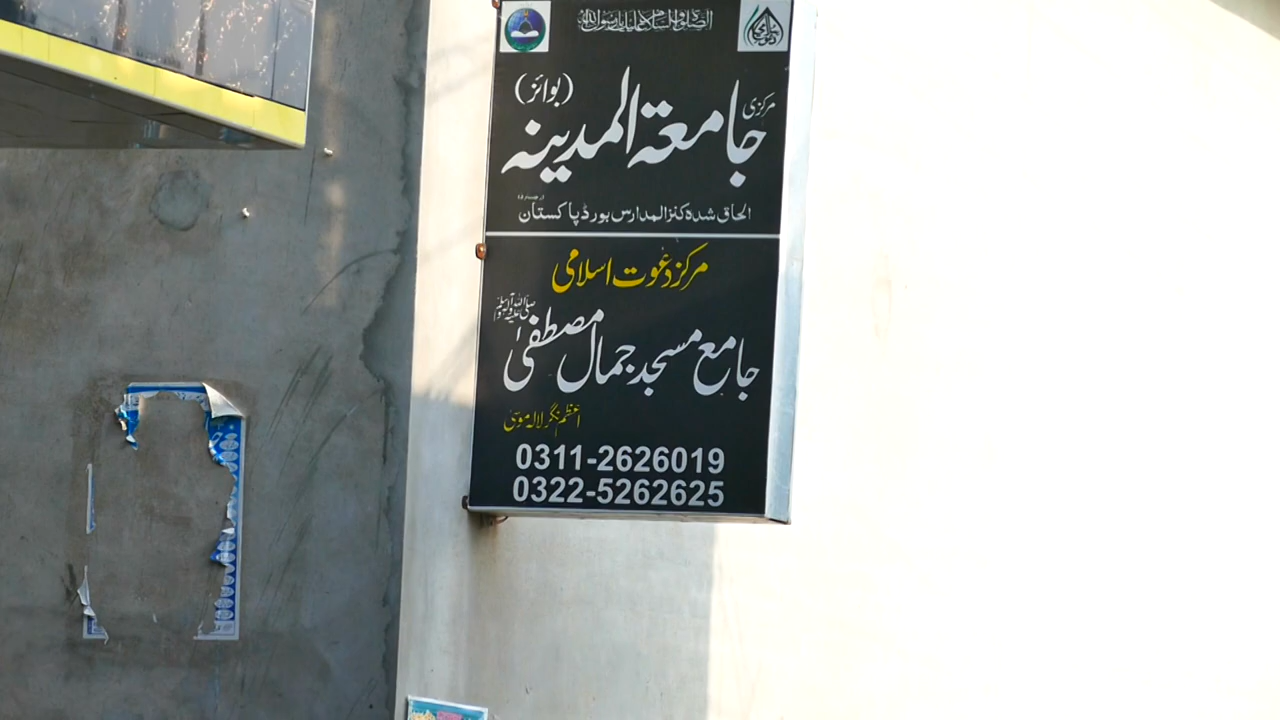 الصلوٰۃ والسلام علیک یا رسول اللہ
مرکزی جامعۃ المدینہ (بوائز)
الحاق شدہ کنزالمدارس بورڈ پاکستان
مرکز دعوت اسلامی
جامع مسجد جمال مصطفیٰ صلی اللہ علیہ وآلہ وسلم
اعظم نگر لالہ موسیٰ
0311-2626019
0322-5262625